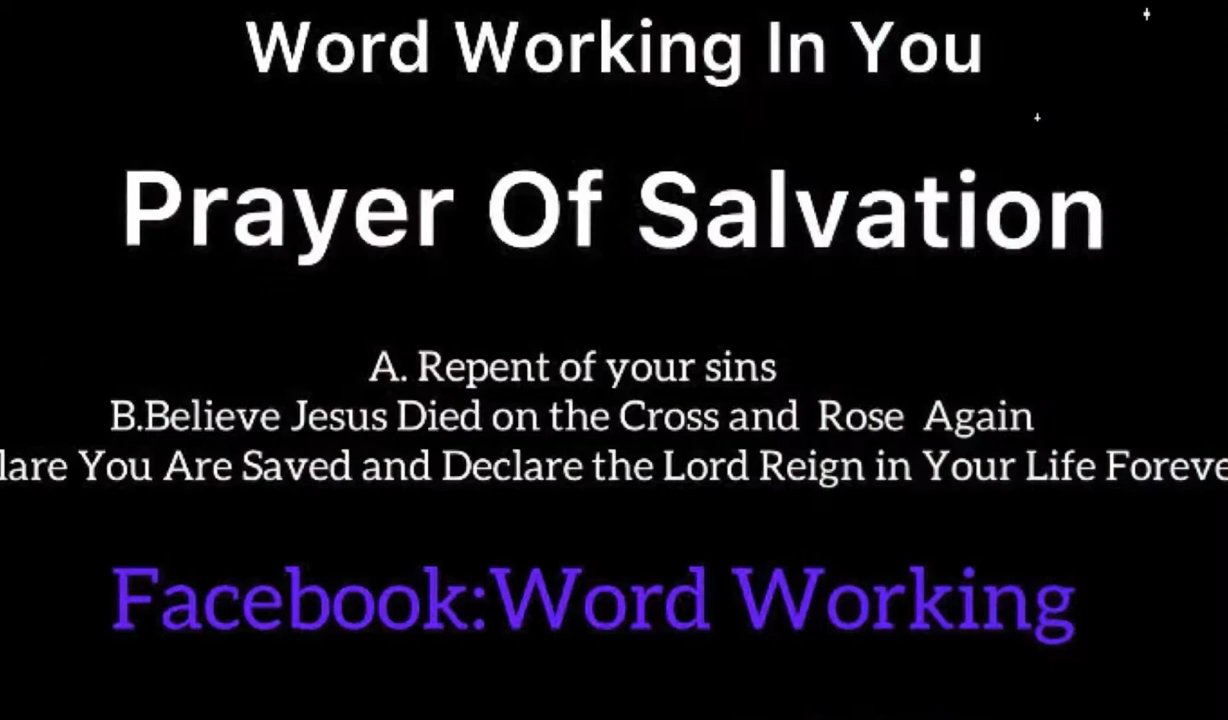 Word Working In You
Prayer Of Salvation
A. Repent of your sins
B.Believe Jesus Died on the Cross and Rose Again
lare You Are Saved and Declare the Lord Reign in Your Life Foreve
Facebook:Word Working